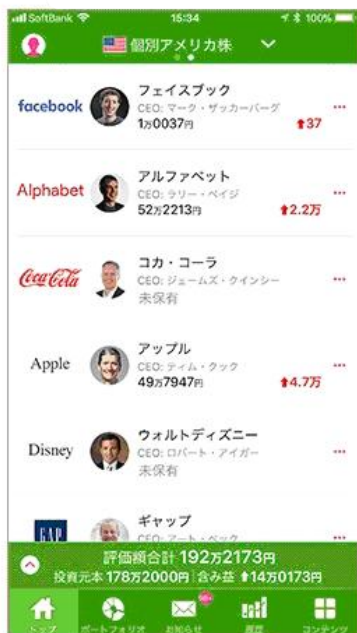 SoftBank 15:34 100%
個別アメリカ株
facebook
フェイスブック
CEO: マーク・ザッカーバーグ
1万0037円 37
Alphabet
アルファベット
CEO: ラリー・ペイジ
52万2213円 2.2万
Coca-Cola
コカ・コーラ
CEO: ジェームズ・クインシー
未保有
Apple
アップル
CEO: ティム・クック
49万7947円 4.7万
Disney
ウォルトディズニー
CEO: ロバート・アイガー
未保有
GAP
ギャップ
CEO: アート・ペック
評価額合計 192万2173円
投資元本 178万2000円 含み益 14万0173円
トップ ポートフォリオ お知らせ 履歴 コンテンツ